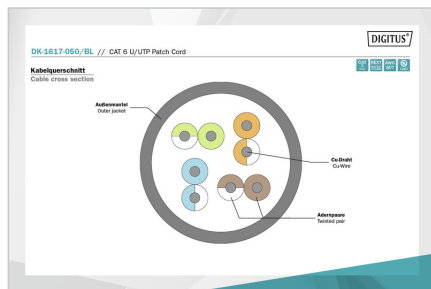 DIGITUS®
DK-1617-050/BL // CAT 6 U/UTP Patch Cord
Kabelquerschnitt
Cable cross section
Außenmantel
Outer jacket
Cu-Draht
Cu-Wire
Adernpaare
Twisted pair